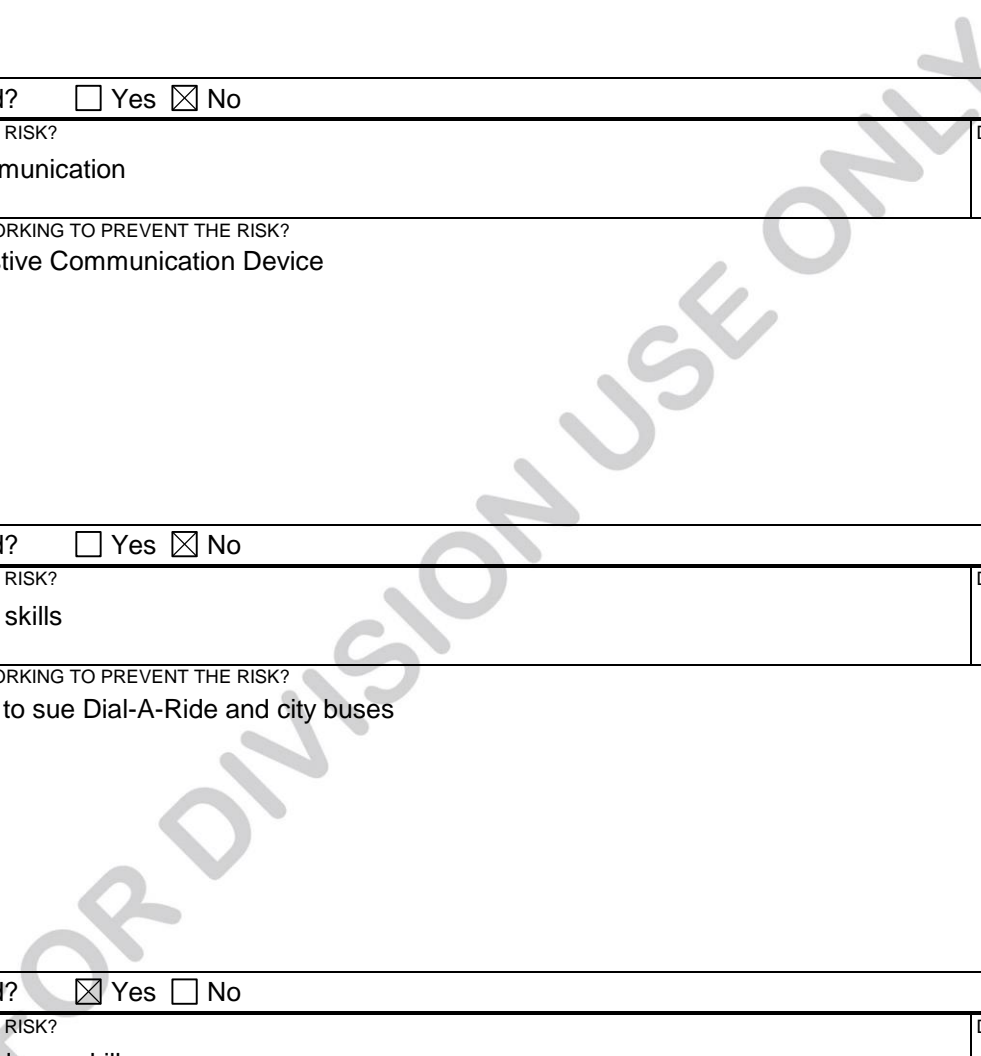 d? ☐ Yes ☒ No
RISK?
munication
ORKING TO PREVENT THE RISK?
stive Communication Device
d? ☐ Yes ☒ No
RISK?
skills
ORKING TO PREVENT THE RISK?
to sue Dial-A-Ride and city buses
d? ☒ Yes ☐ No
RISK?
FOR DIVISION USE ONLY